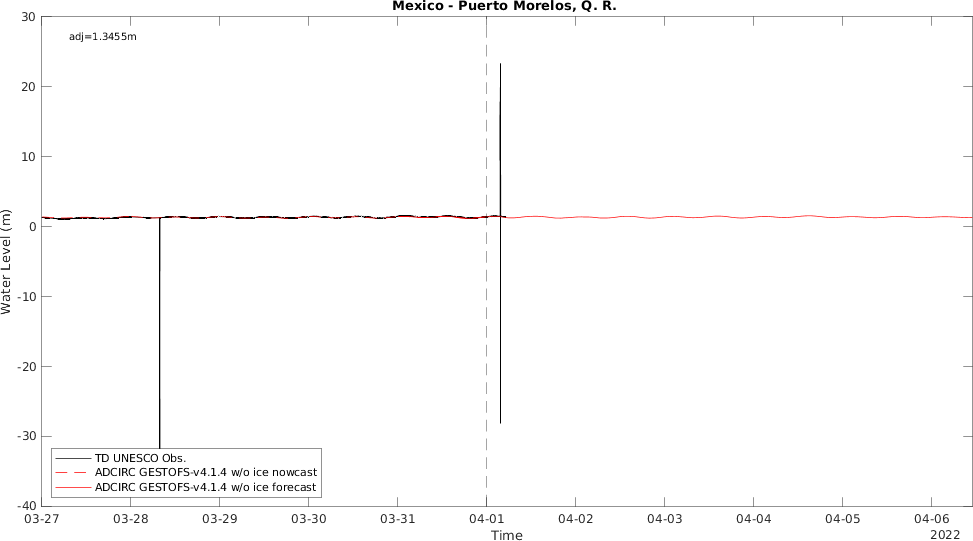 Mexico - Puerto Morelos, Q. R.
adj=1.3455m
30
20
10
0
-10
-20
-30
-40
Water Level (m)
TD UNESCO Obs.
ADCIRC GESTOFS-v4.1.4 w/o ice nowcast
ADCIRC GESTOFS-v4.1.4 w/o ice forecast
03-27 03-28 03-29 03-30 03-31 04-01 04-02 04-03 04-04 04-05 04-06
Time
2022